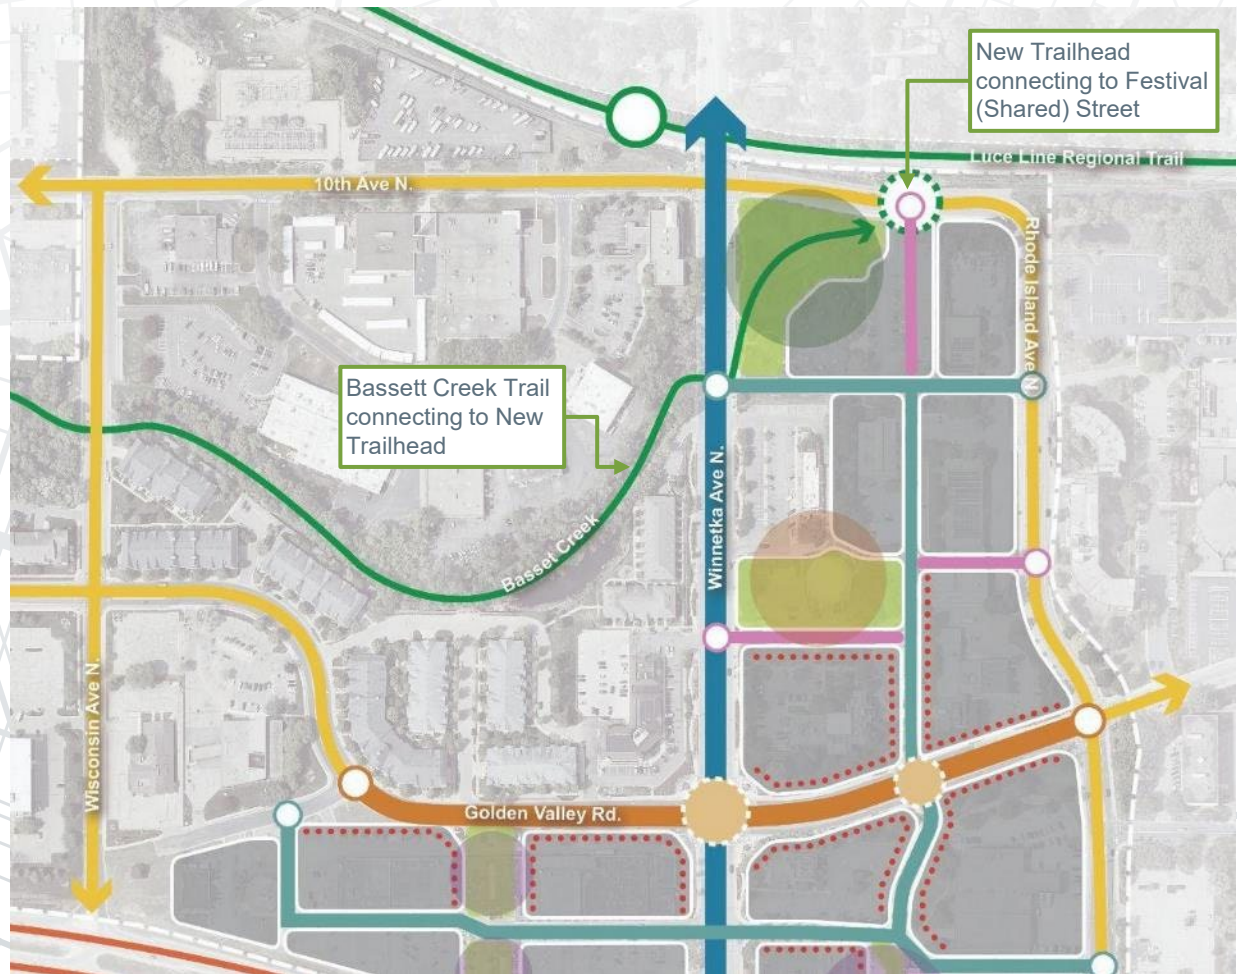 New Trailhead
connecting to Festival
(Shared) Street
Luce Line Regional Trail
10th Ave N.
Rhode Island Ave N
Bassett Creek Trail
connecting to New
Trailhead
Winnetka Ave N.
Basset Creek
Wisconsin Ave N.
Golden Valley Rd.